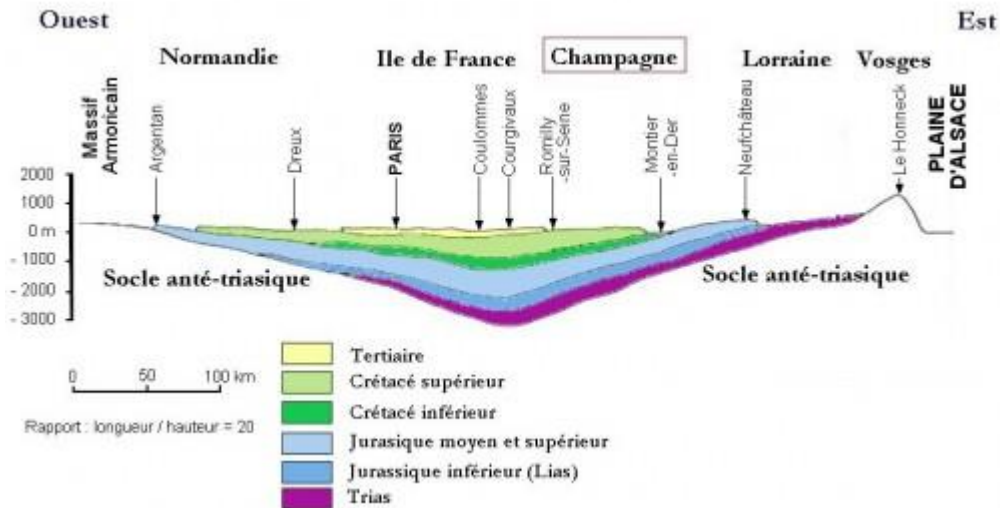 Ouest
Est
Normandie
Ile de France
Champagne
Lorraine
Vosges
Massif
Armoricain
Argentan
Dreux
PARIS
Coulommes
Courgivaux
Romilly
-sur-Seine
Montier
-en-Der
Neufchâteau
Le Honneck
PLAINE
D'ALSACE
2000
1000
0 m
- 1000
- 2000
- 3000
Socle anté-triasique
Socle anté-triasique
0 50 100 km
Rapport : longueur / hauteur = 20
Tertiaire
Crétacé supérieur
Crétacé inférieur
Jurasique moyen et supérieur
Jurassique inférieur (Lias)
Trias